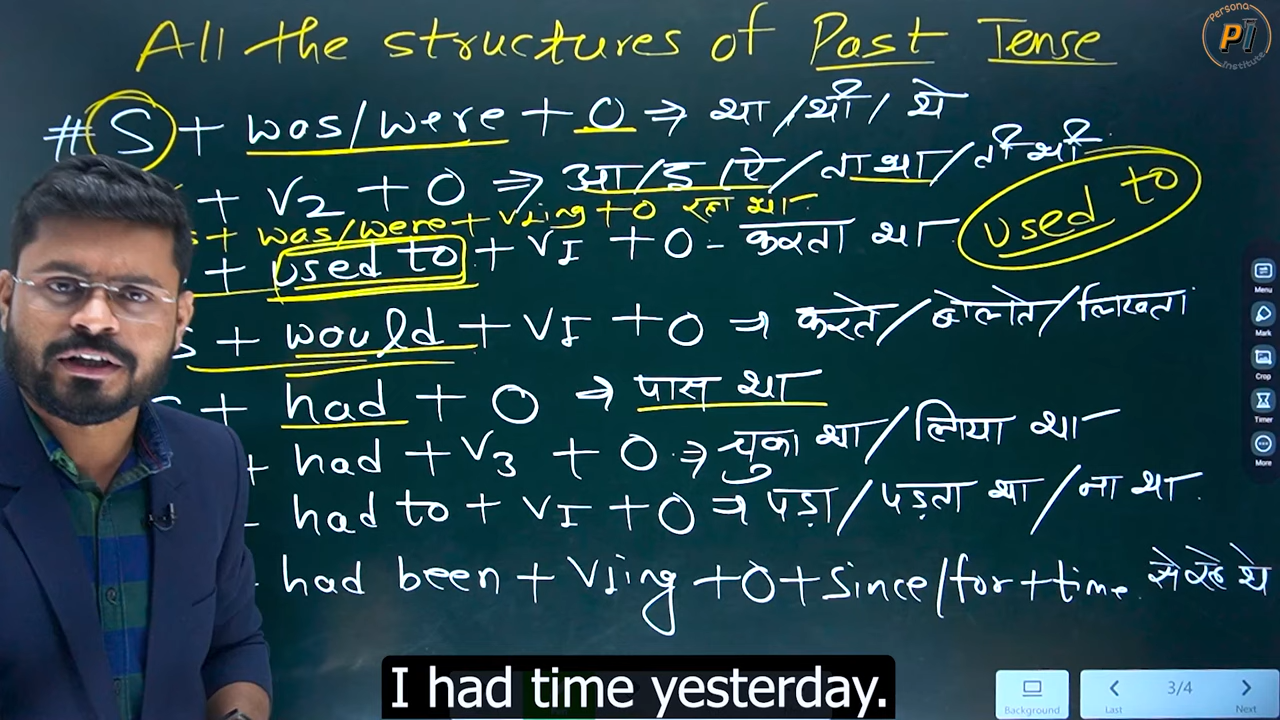 All the structures of Past Tense
Persona
PI
Institute
# S + was/were + O ⇒ था / थी / थे
+ V2 + O ⇒ आ/इ/ऐ/ता था/ती थी
s + was/were + V1ing + O रहा था
+ used to + VI + O - करता था
used to
S + would + VI + O ⇒ करते/बोलते/लिखता
S + had + O ⇒ पास था
+ had + V3 + O ⇒ चुका था/लिया था
- had to + VI + O ⇒ पड़ा/पड़ता था/ना था
- had been + V1ing + O + Since/for + time से रहे थे
Menu
Mark
Crop
Timer
More
I had time yesterday.
Background
Last
3/4
Next